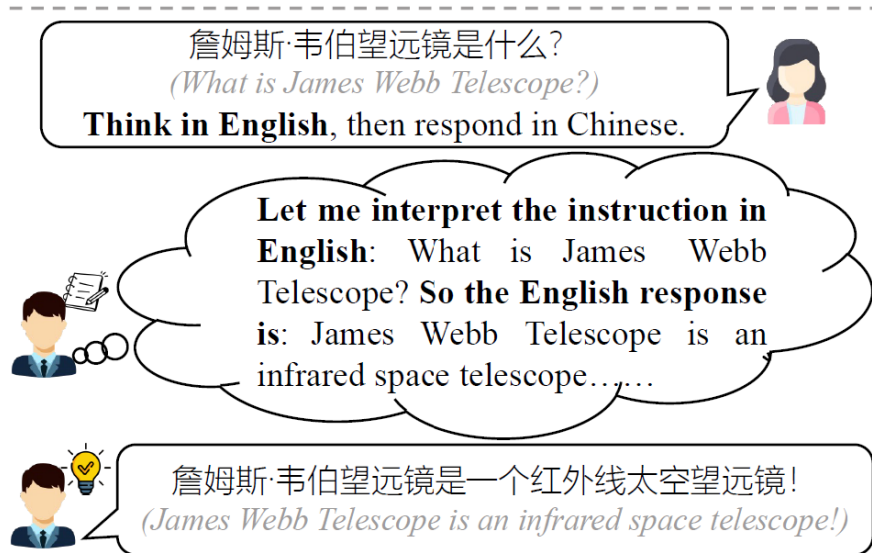 詹姆斯·韦伯望远镜是什么？
(What is James Webb Telescope?)
Think in English, then respond in Chinese.
Let me interpret the instruction in
English: What is James Webb
Telescope? So the English response
is: James Webb Telescope is an
infrared space telescope……
詹姆斯·韦伯望远镜是一个红外线太空望远镜！
(James Webb Telescope is an infrared space telescope!)